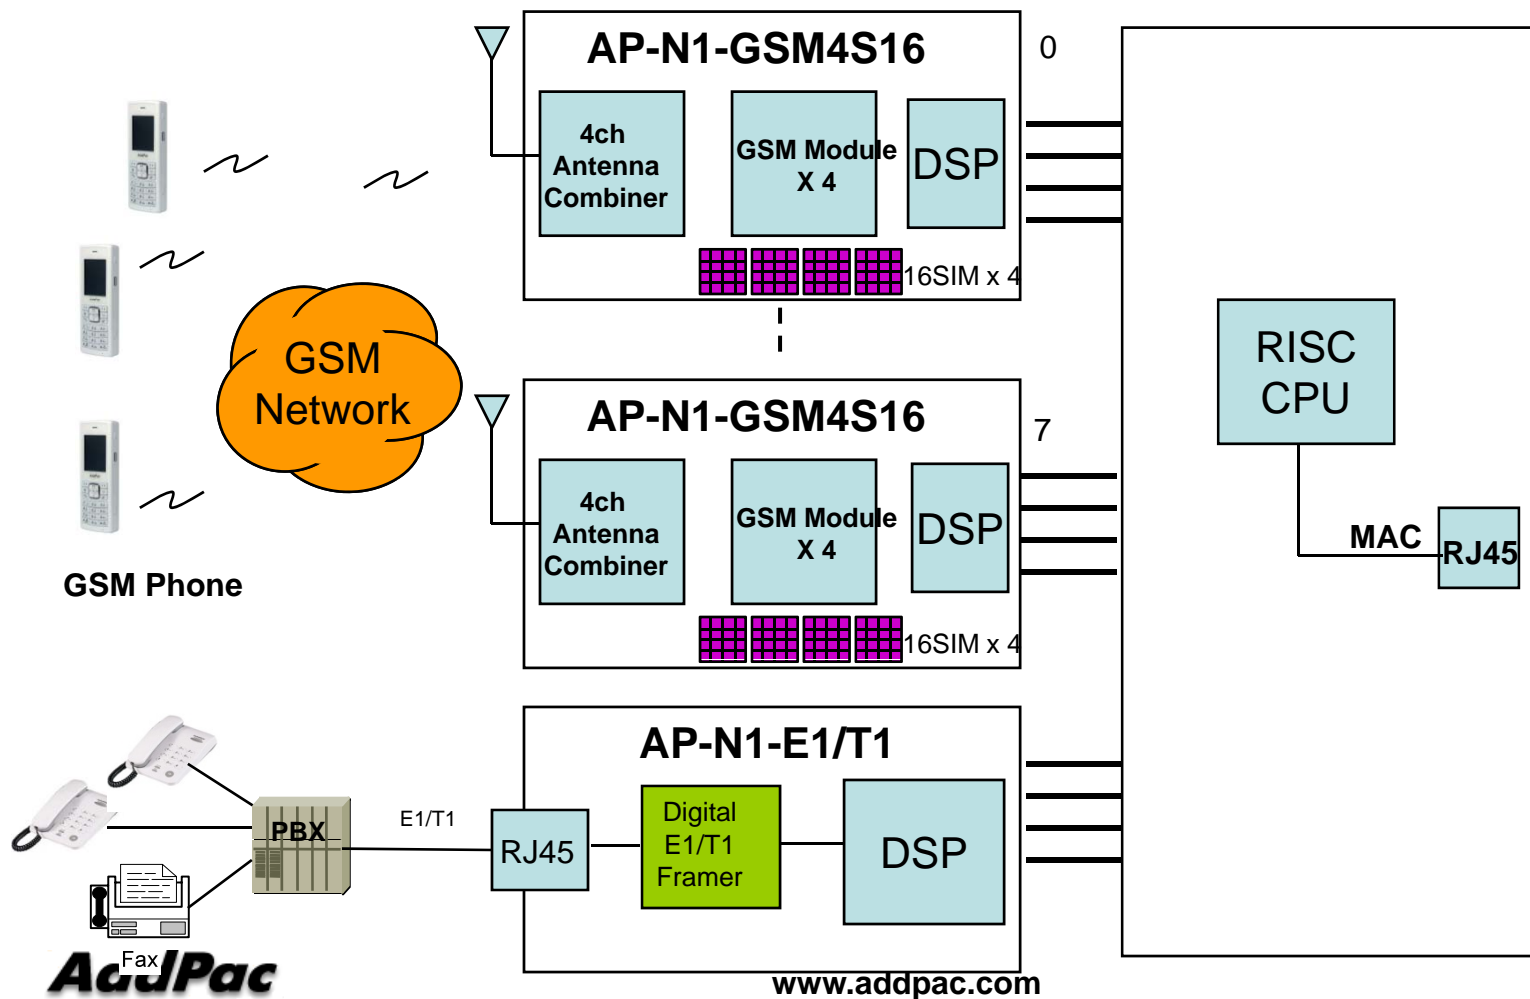 AP-N1-GSM4S16
0
4ch
Antenna
Combiner
GSM Module
X 4
DSP
16SIM x 4
GSM
Network
AP-N1-GSM4S16
7
4ch
Antenna
Combiner
GSM Module
X 4
DSP
16SIM x 4
GSM Phone
RISC
CPU
MAC
RJ45
AP-N1-E1/T1
PBX
E1/T1
RJ45
Digital
E1/T1
Framer
DSP
Fax
AddPac
www.addpac.com